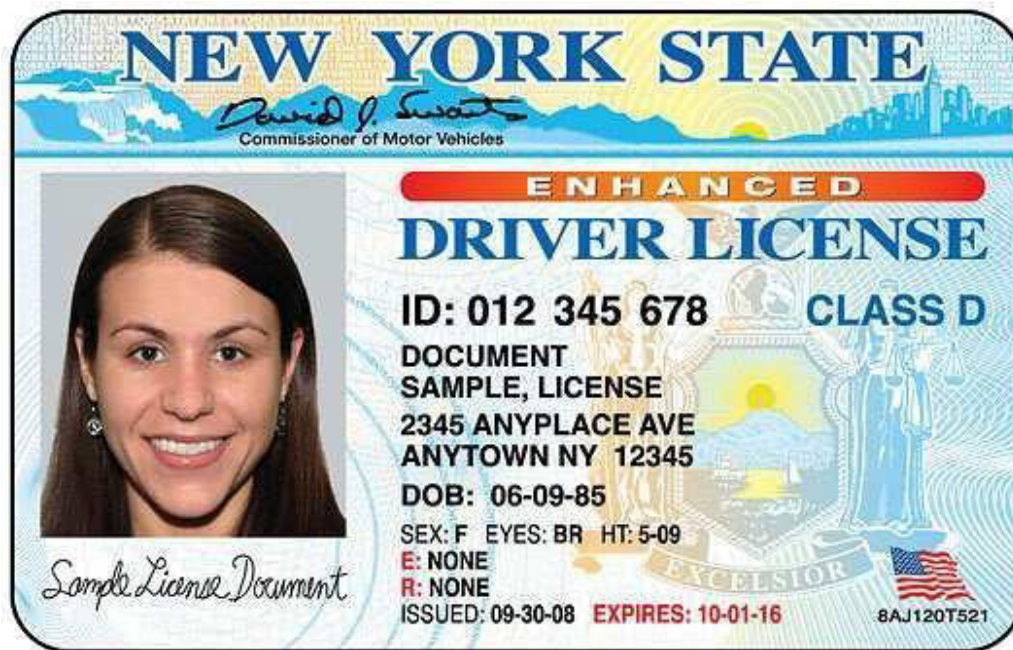 NEW YORK STATE
David J. Swarts
Commissioner of Motor Vehicles
ENHANCED
DRIVER LICENSE
ID: 012 345 678 CLASS D
DOCUMENT
SAMPLE, LICENSE
2345 ANYPLACE AVE
ANYTOWN NY 12345
DOB: 06-09-85
SEX: F EYES: BR HT: 5-09
E: NONE
R: NONE
ISSUED: 09-30-08 EXPIRES: 10-01-16
EXCELSIOR
8AJ120T521
Sample License Document